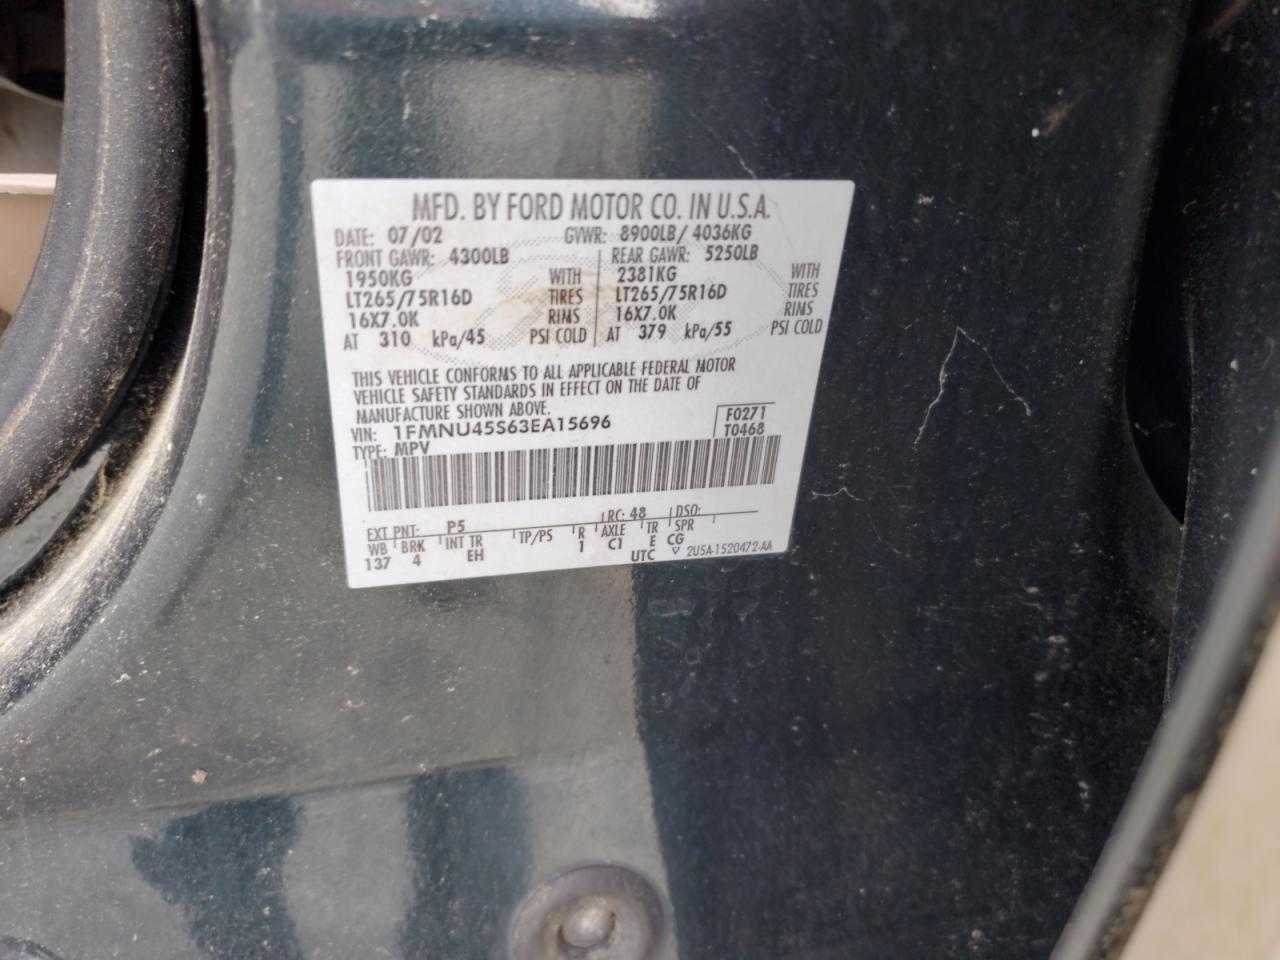 MFD. BY FORD MOTOR CO. IN U.S.A.
DATE: 07/02 GVWR: 8900LB/ 4036KG
FRONT GAWR: 4300LB REAR GAWR: 5250LB
1950KG WITH 2381KG WITH
LT265/75R16D TIRES LT265/75R16D TIRES
16X7.0K RIMS 16X7.0K RIMS
AT 310 kPa/45 PSI COLD AT 379 kPa/55 PSI COLD
THIS VEHICLE CONFORMS TO ALL APPLICABLE FEDERAL MOTOR
VEHICLE SAFETY STANDARDS IN EFFECT ON THE DATE OF
MANUFACTURE SHOWN ABOVE.
VIN: 1FMNU45S63EA15696 F0271
TYPE: MPV T0468
EXT PNT: P5 RC: 48 DSO:
WB BRK INT TR TP/PS R AXLE TR SPR
137 4 EH 1 C1 E CG
UTC ▽ 2U5A-1520472-AA